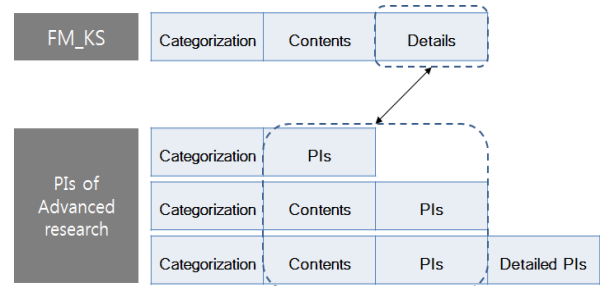 FM_KS Categorization Contents Details
PIs of
Advanced
research
Categorization PIs
Categorization Contents PIs
Categorization Contents PIs Detailed PIs